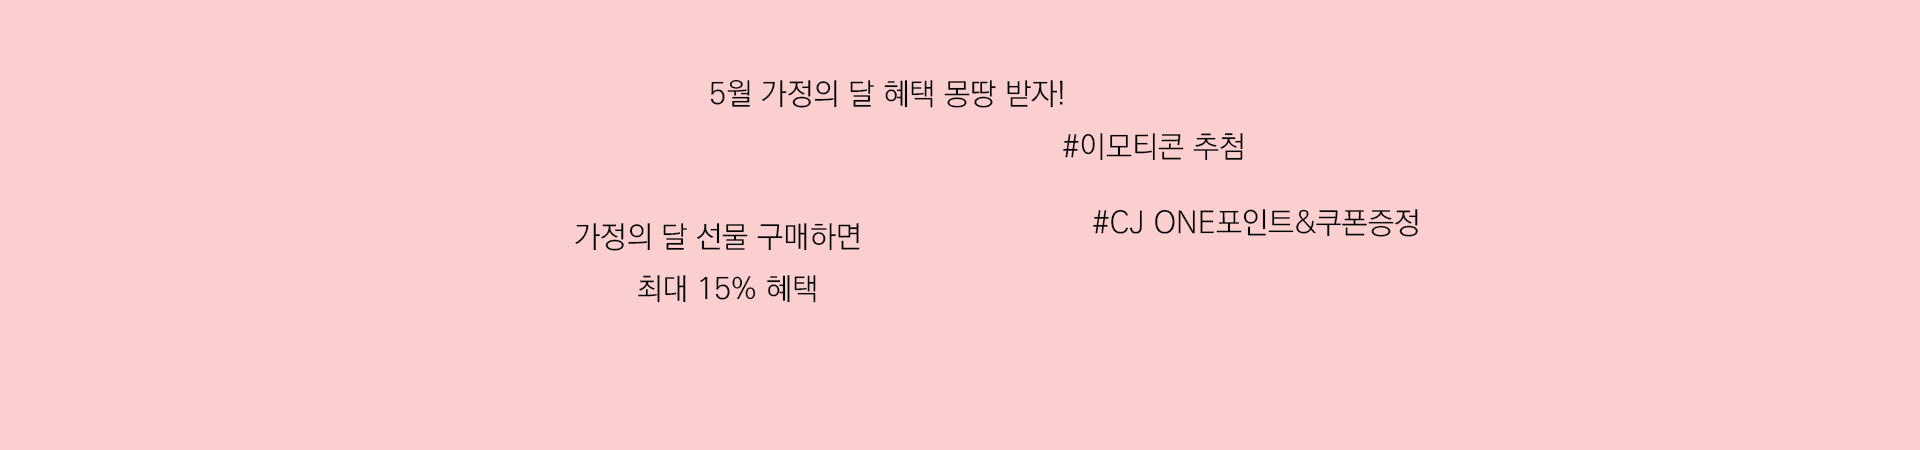 5월 가정의 달 혜택 몽땅 받자!
#이모티콘 추첨
#CJ ONE포인트&쿠폰증정
가정의 달 선물 구매하면
최대 15% 혜택